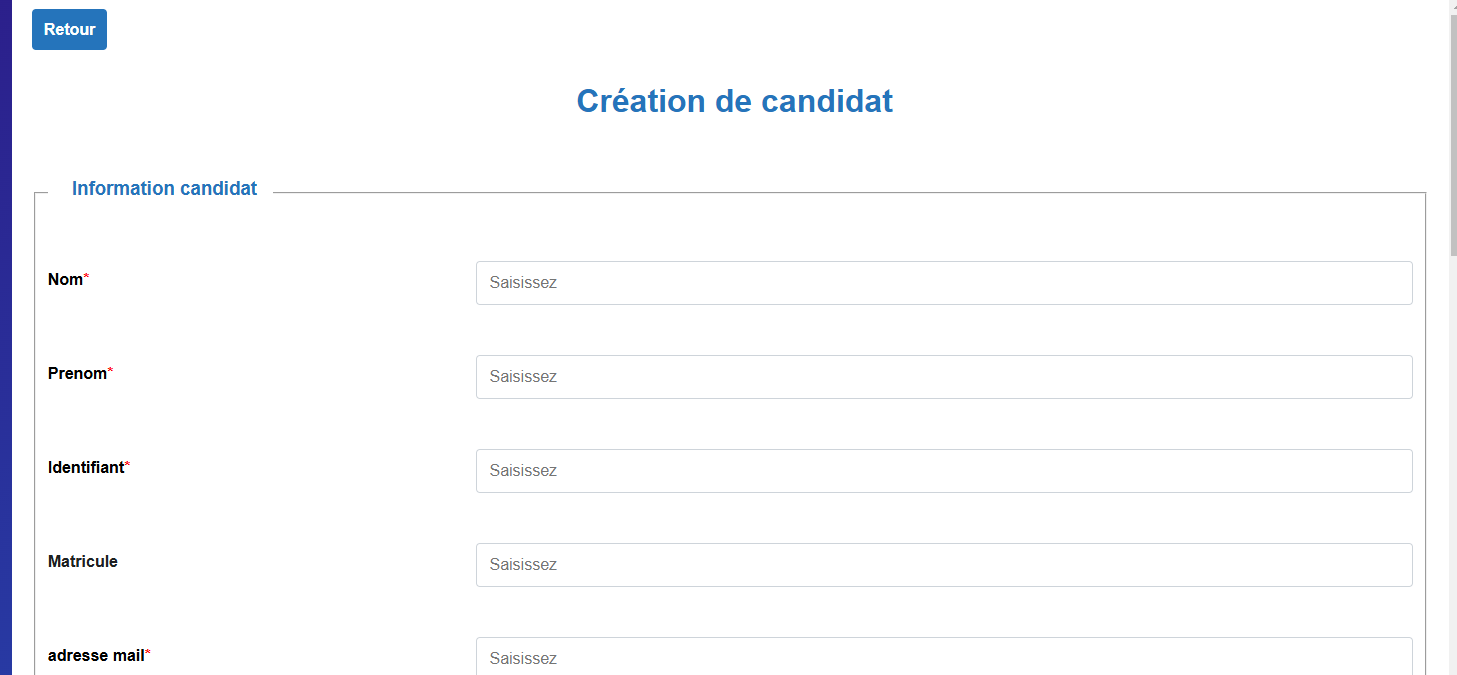 Retour
Création de candidat
Information candidat
Nom*
Saisissez
Prenom*
Saisissez
Identifiant*
Saisissez
Matricule
Saisissez
adresse mail*
Saisissez